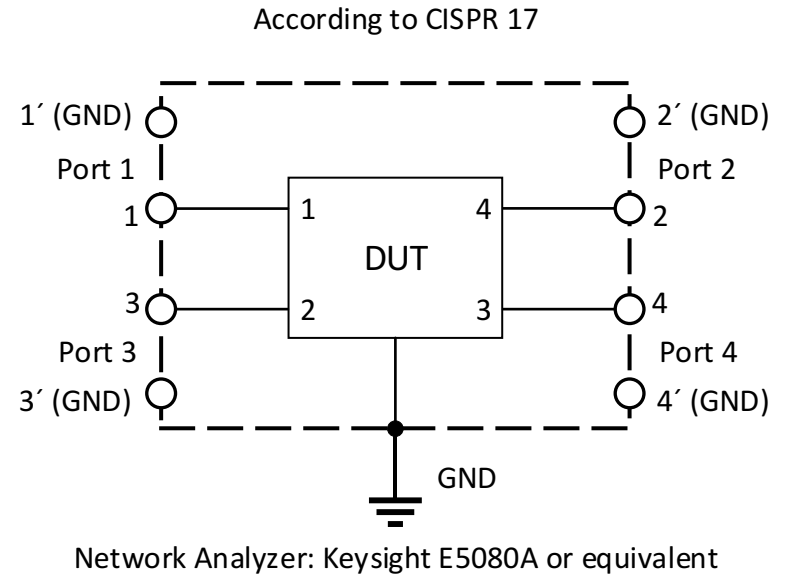 According to CISPR 17
1´ (GND)
2´ (GND)
Port 1
Port 2
1
1
4
2
DUT
3
2
3
4
Port 3
Port 4
3´ (GND)
4´ (GND)
GND
Network Analyzer: Keysight E5080A or equivalent